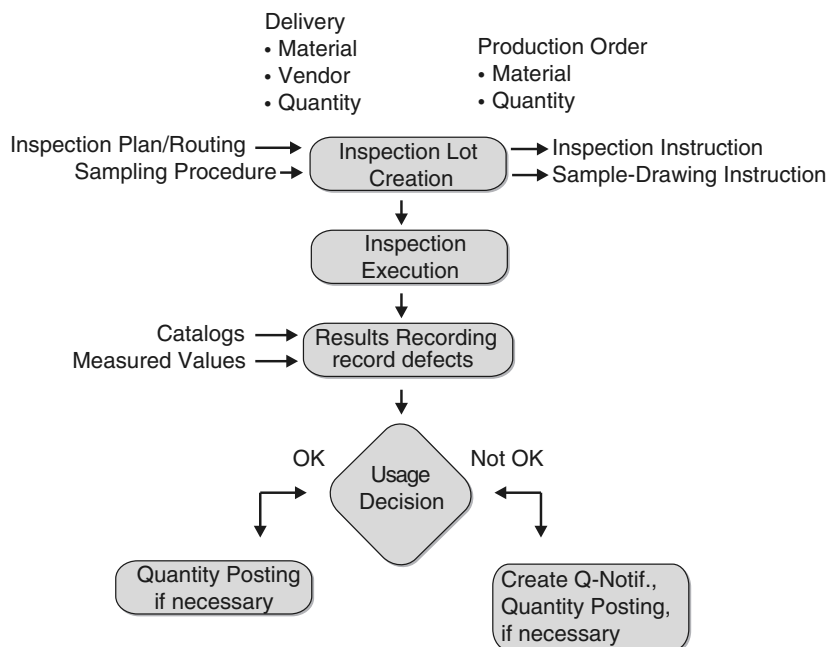 Delivery
• Material
• Vendor
• Quantity
Production Order
• Material
• Quantity
Inspection Plan/Routing
Sampling Procedure
Inspection Lot
Creation
Inspection Instruction
Sample-Drawing Instruction
Inspection
Execution
Catalogs
Measured Values
Results Recording
record defects
OK
Usage
Decision
Not OK
Quantity Posting
if necessary
Create Q-Notif.,
Quantity Posting,
if necessary